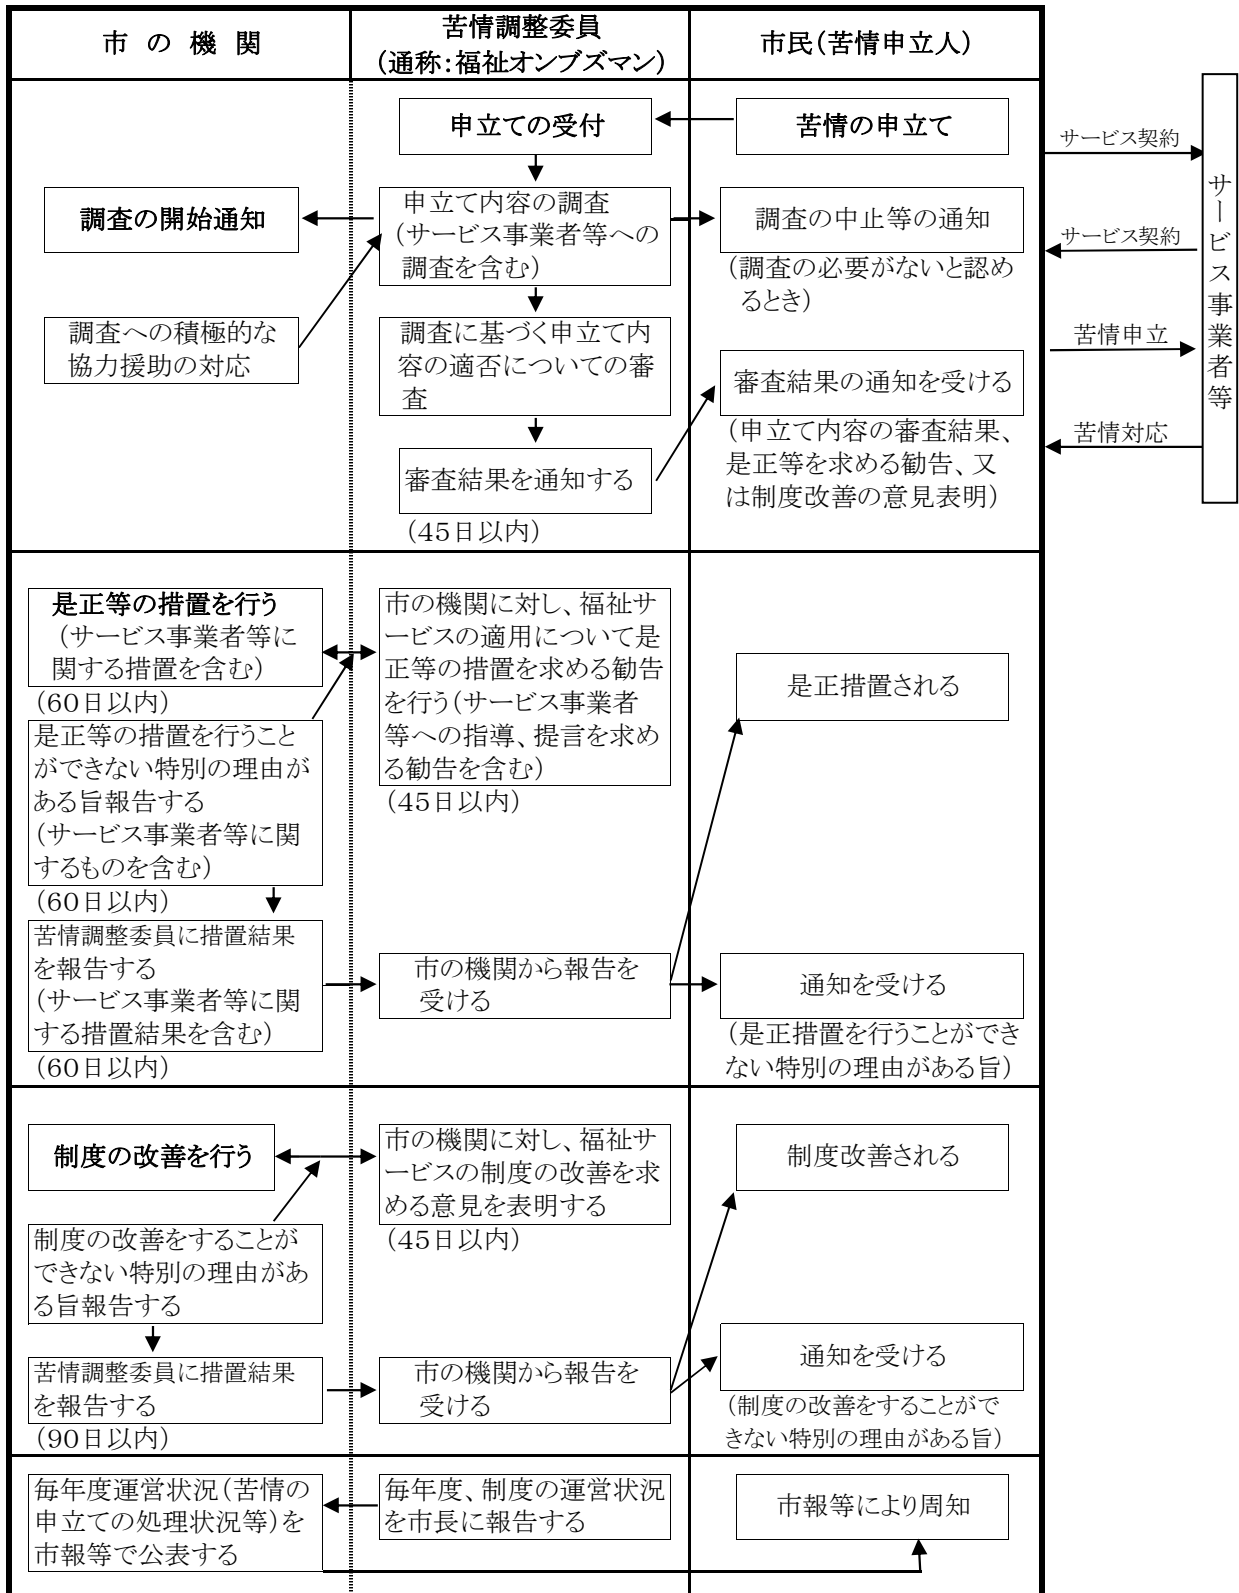 市の機関
苦情調整委員
(通称:福祉オンブズマン)
市民(苦情申立人)
申立ての受付
苦情の申立て
サービス契約
調査の開始通知
申立て内容の調査
(サービス事業者等への
調査を含む)
調査の中止等の通知
(調査の必要がないと認め
るとき)
サービス契約
サービス事業者等
調査への積極的な
協力援助の対応
調査に基づく申立て内
容の適否についての審
査
苦情申立
審査結果の通知を受ける
(申立て内容の審査結果、
是正等を求める勧告、又
は制度改善の意見表明)
苦情対応
審査結果を通知する
(45日以内)
是正等の措置を行う
(サービス事業者等に
関する措置を含む)
(60日以内)
是正等の措置を行うこと
ができない特別の理由が
ある旨報告する
(サービス事業者等に関
するものを含む)
(60日以内)
市の機関に対し、福祉サ
ービスの適用について是
正等の措置を求める勧告
を行う(サービス事業者
等への指導、提言を求め
る勧告を含む)
(45日以内)
是正措置される
苦情調整委員に措置結果
を報告する
(サービス事業者等に関
する措置結果を含む)
(60日以内)
市の機関から報告を
受ける
通知を受ける
(是正措置を行うことができ
ない特別の理由がある旨)
制度の改善を行う
市の機関に対し、福祉サ
ービスの制度の改善を求
める意見を表明する
(45日以内)
制度改善される
制度の改善をすることが
できない特別の理由があ
る旨報告する
苦情調整委員に措置結果
を報告する
(90日以内)
市の機関から報告を
受ける
通知を受ける
(制度の改善をすることがで
きない特別の理由がある旨)
毎年度運営状況(苦情の
申立ての処理状況等)を
市報等で公表する
毎年度、制度の運営状況
を市長に報告する
市報等により周知